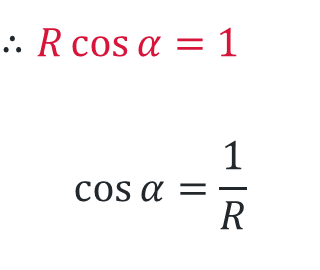 ∴ R cos α = 1
cos α = 1/R